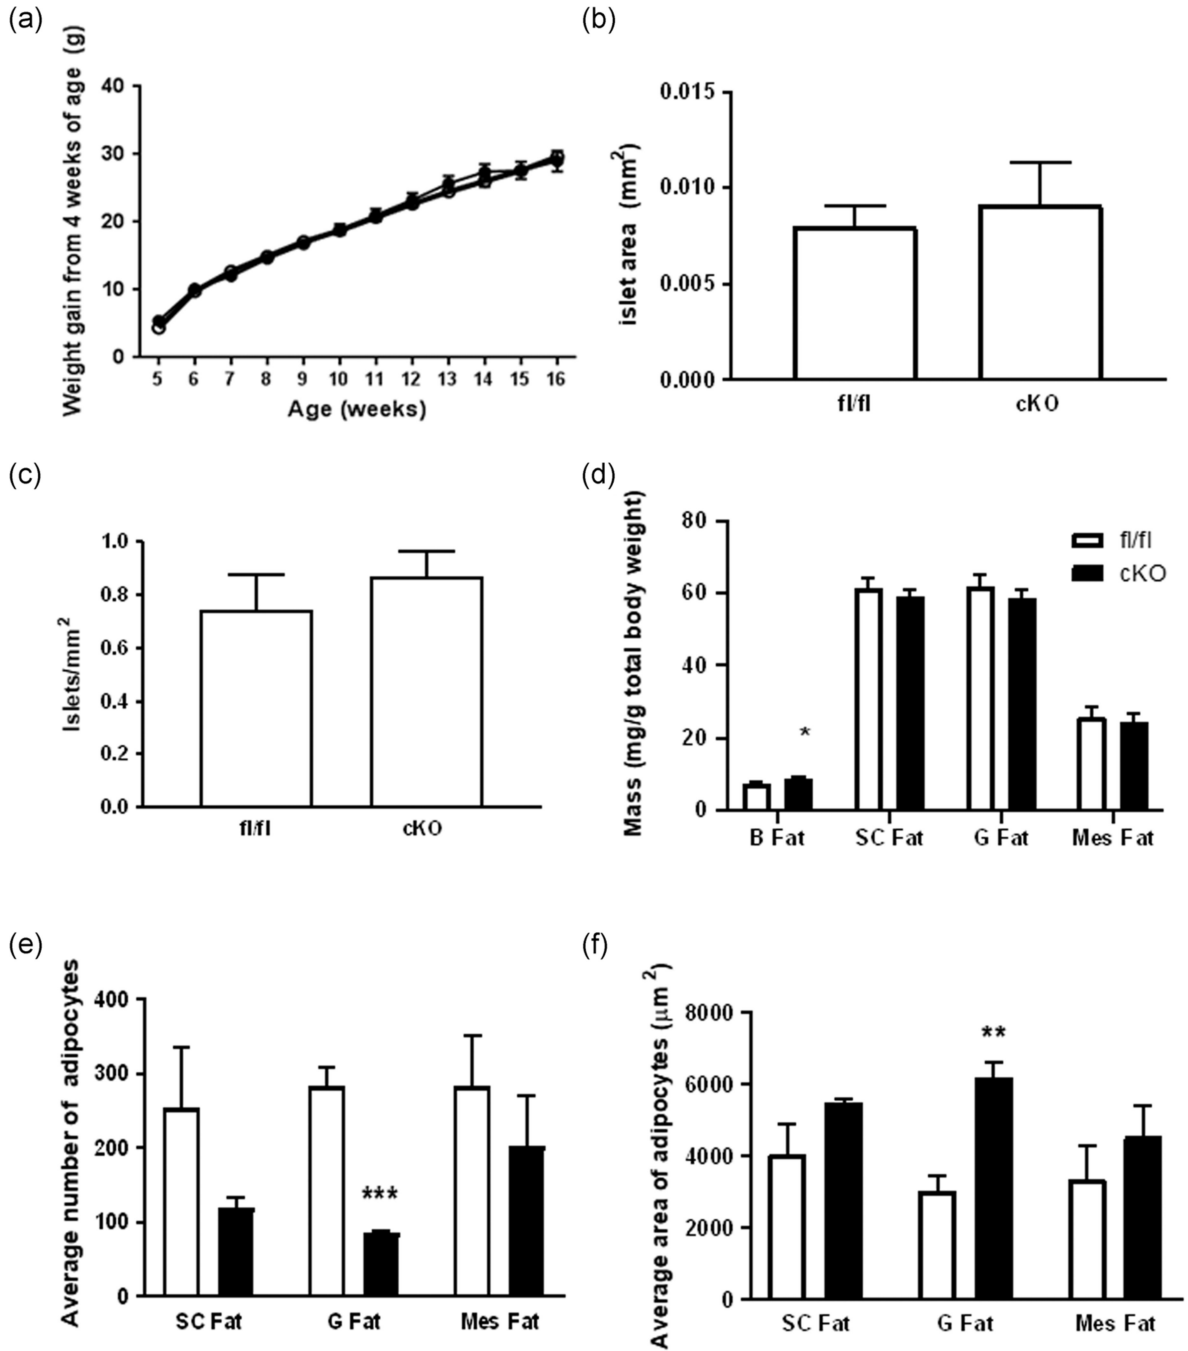 (a)
Weight gain from 4 weeks of age (g)
40
30
20
10
0
5 6 7 8 9 10 11 12 13 14 15 16
Age (weeks)
(b)
islet area (mm²)
0.015
0.010
0.005
0.000
fl/fl cKO
(c)
Islets/mm²
1.0
0.8
0.6
0.4
0.2
0.0
fl/fl cKO
(d)
Mass (mg/g total body weight)
80
60
40
20
0
fl/fl
cKO
*
B Fat SC Fat G Fat Mes Fat
(e)
Average number of adipocytes
400
300
200
100
0
***
SC Fat G Fat Mes Fat
(f)
Average area of adipocytes (μm²)
8000
6000
4000
2000
0
**
SC Fat G Fat Mes Fat